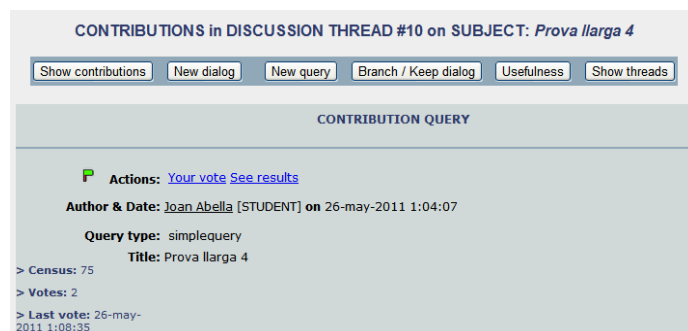 CONTRIBUTIONS in DISCUSSION THREAD #10 on SUBJECT: Prova llarga 4
Show contributions New dialog New query Branch / Keep dialog Usefulness Show threads
CONTRIBUTION QUERY
Actions: Your vote See results
Author & Date: Joan Abella [STUDENT] on 26-may-2011 1:04:07
Query type: simplequery
Title: Prova llarga 4
> Census: 75
> Votes: 2
> Last vote: 26-may-
2011 1:08:35